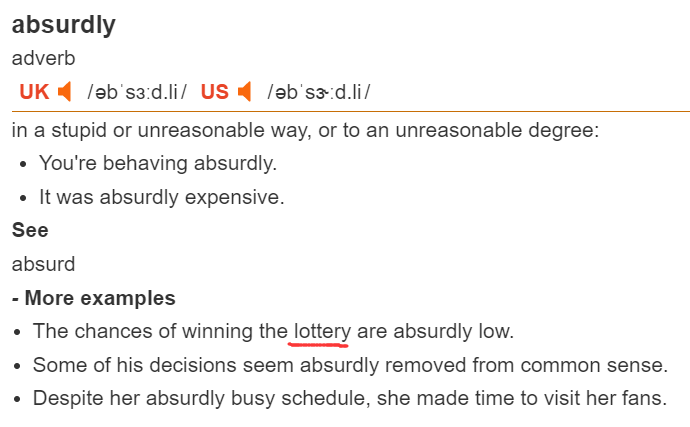 absurdly
adverb
UK /əbˈsɜːd.li/ US /əbˈsɝːd.li/
in a stupid or unreasonable way, or to an unreasonable degree:
• You're behaving absurdly.
• It was absurdly expensive.
See
absurd
- More examples
• The chances of winning the lottery are absurdly low.
• Some of his decisions seem absurdly removed from common sense.
• Despite her absurdly busy schedule, she made time to visit her fans.